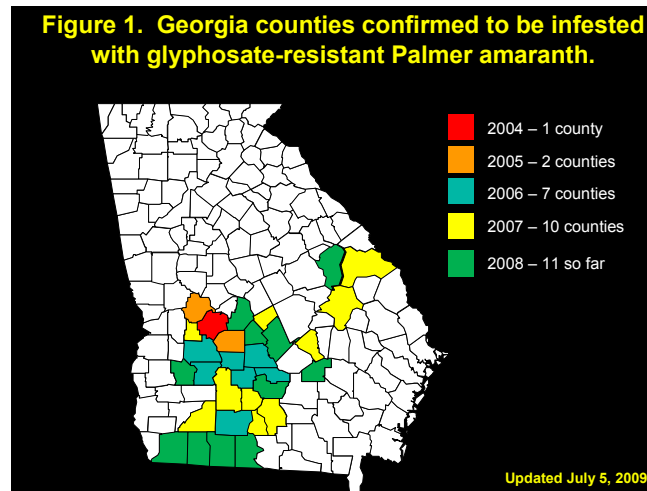 Figure 1.  Georgia counties confirmed to be infested
with glyphosate-resistant Palmer amaranth.
2004 – 1 county
2005 – 2 counties
2006 – 7 counties
2007 – 10 counties
2008 – 11 so far
Updated July 5, 2009